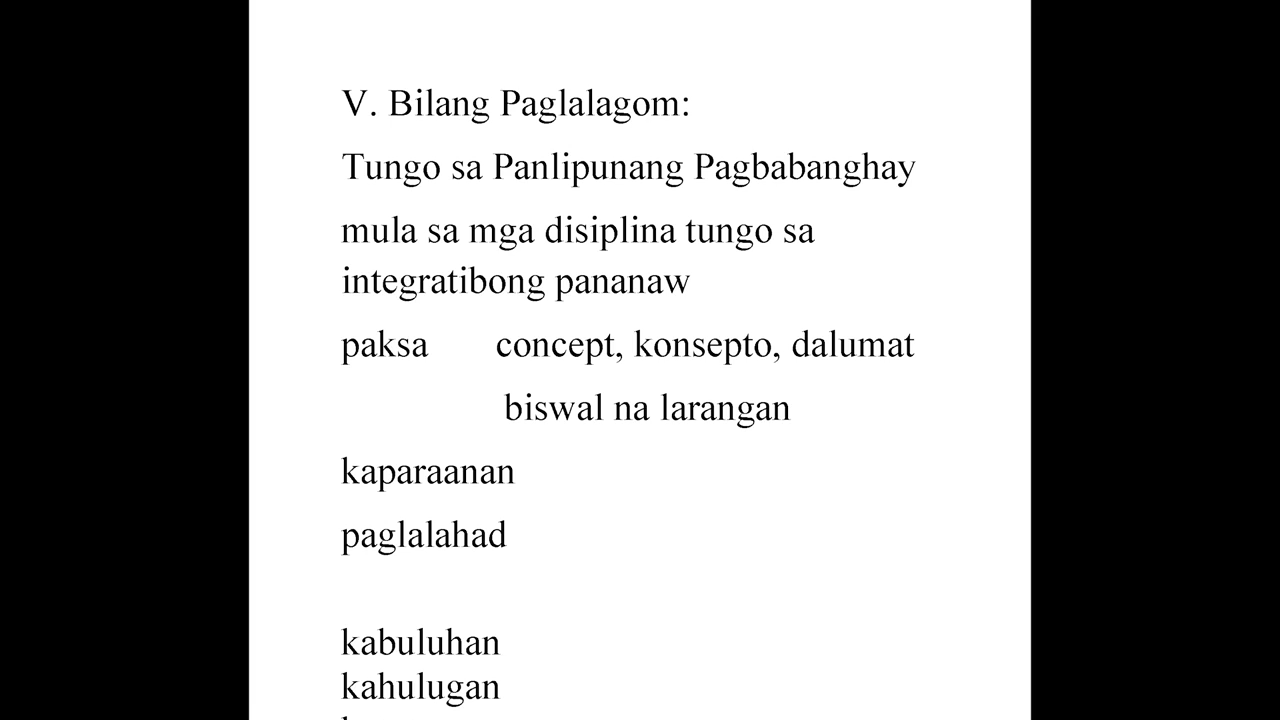 V. Bilang Paglalagom:
Tungo sa Panlipunang Pagbabanghay
mula sa mga disiplina tungo sa
integratibong pananaw
paksa concept, konsepto, dalumat
biswal na larangan
kaparaanan
paglalahad
kabuluhan
kahulugan